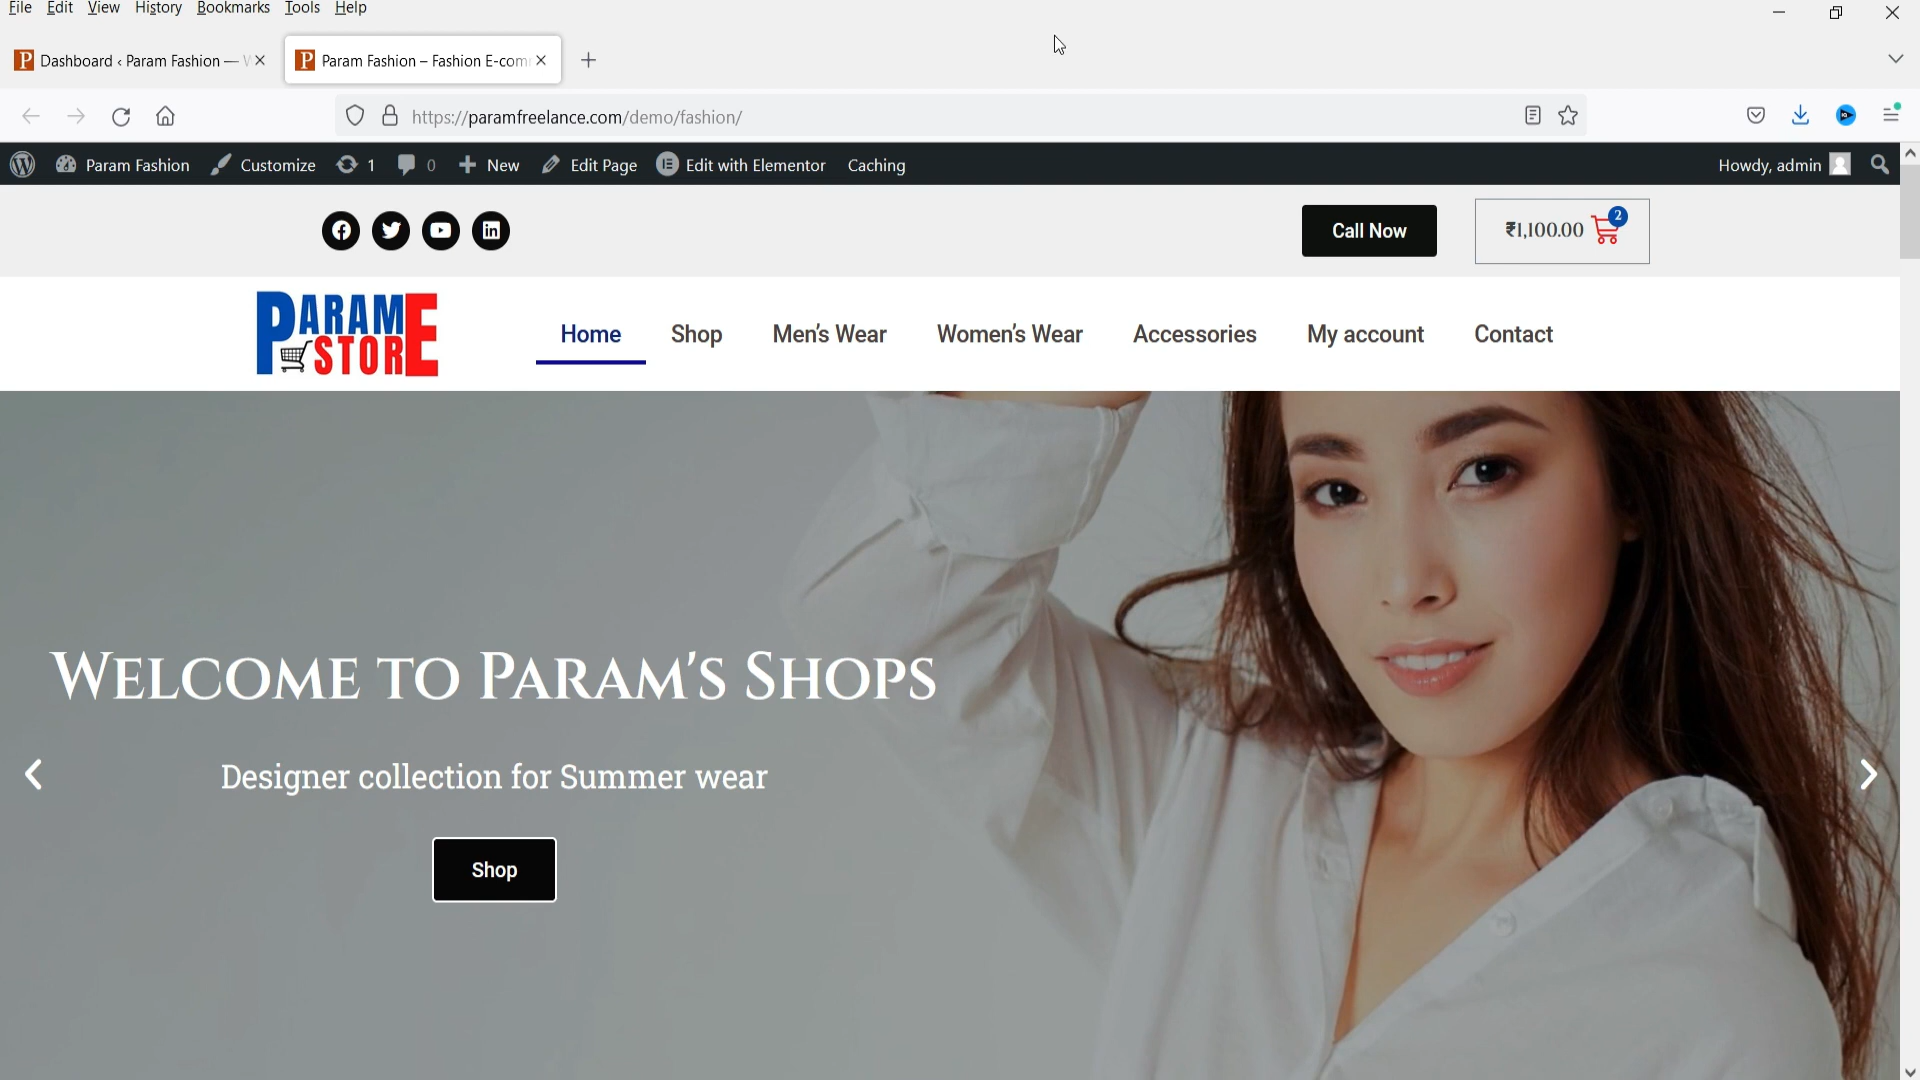 File Edit View History Bookmarks Tools Help
Dashboard ‹ Param Fashion —
Param Fashion – Fashion E-com
https://paramfreelance.com/demo/fashion/
Param Fashion Customize 1 0 New Edit Page Edit with Elementor Caching Howdy, admin
Call Now ₹1,100.00 2
PARAM E
STOR
Home Shop Men’s Wear Women’s Wear Accessories My account Contact
Welcome to Param's Shops
Designer collection for Summer wear
Shop